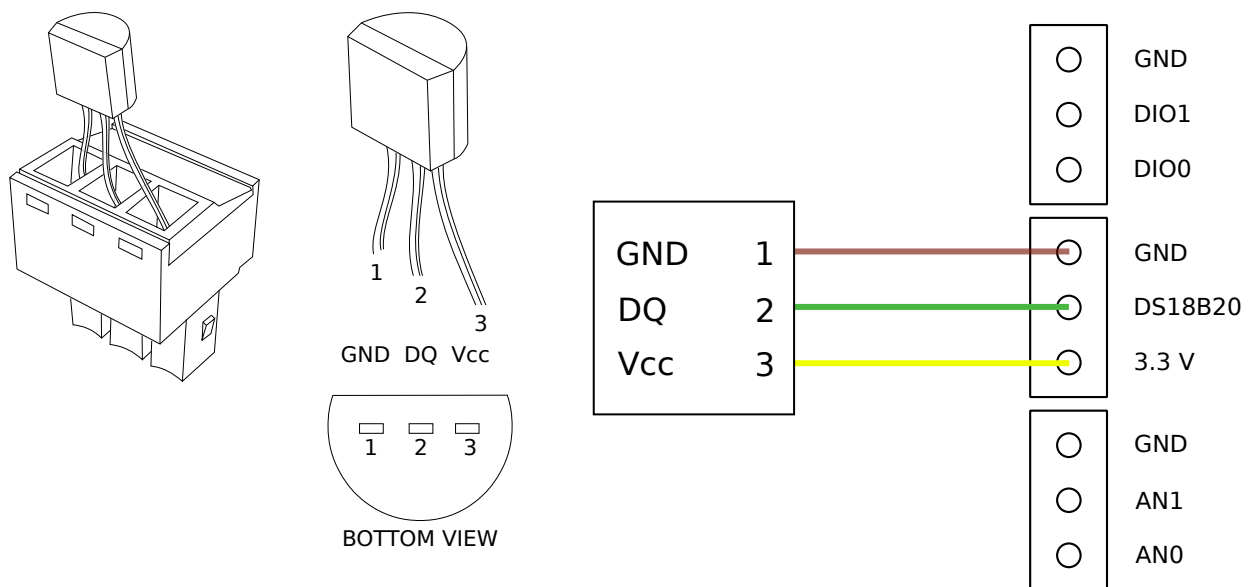 1
2
3
GND DQ Vcc
1 2 3
BOTTOM VIEW
GND 1
DQ 2
Vcc 3
GND
DIO1
DIO0
GND
DS18B20
3.3 V
GND
AN1
AN0